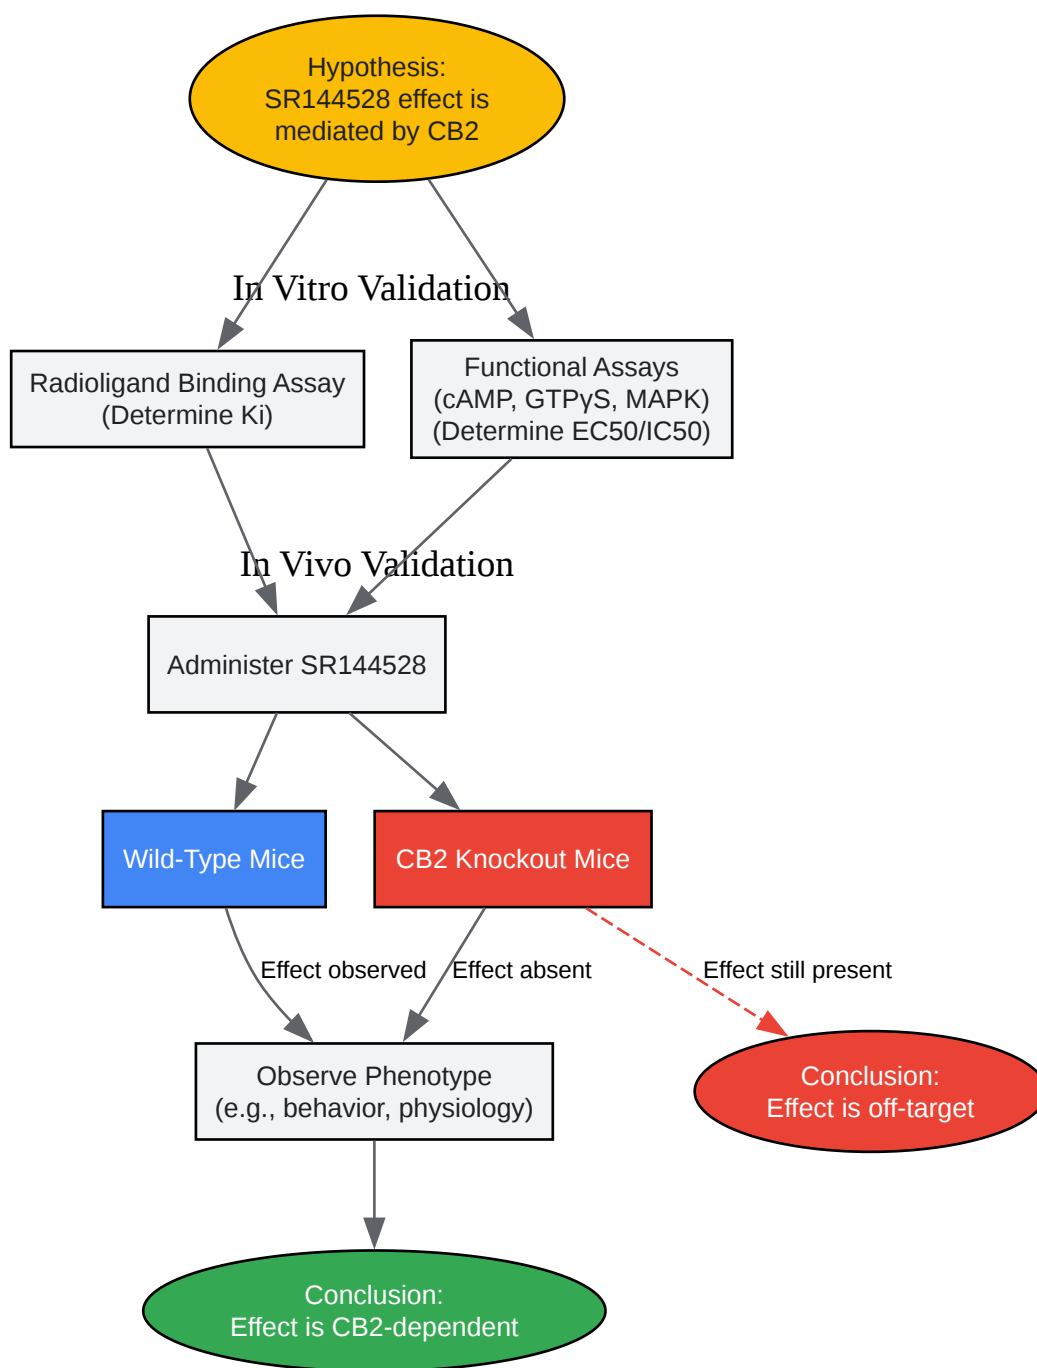 Hypothesis:
SR144528 effect is
mediated by CB2
In Vitro Validation
Radioligand Binding Assay
(Determine Ki)
Functional Assays
(cAMP, GTPγS, MAPK)
(Determine EC50/IC50)
In Vivo Validation
Administer SR144528
Wild-Type Mice
CB2 Knockout Mice
Effect observed
Effect absent
Effect still present
Observe Phenotype
(e.g., behavior, physiology)
Conclusion:
Effect is off-target
Conclusion:
Effect is CB2-dependent